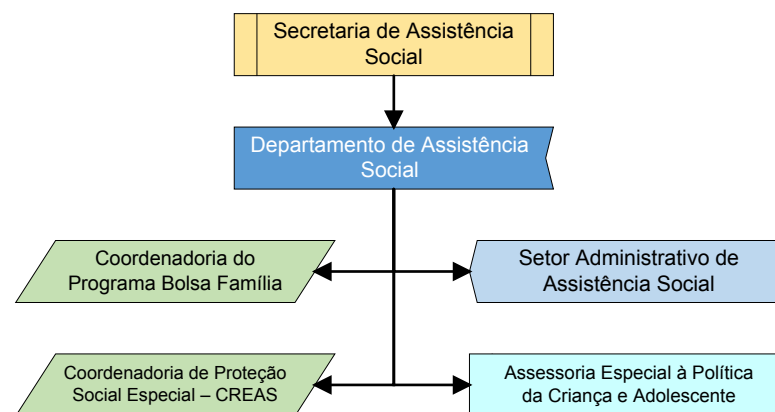 Secretaria de Assistência
Social
Departamento de Assistência
Social
Coordenadoria do
Programa Bolsa Família
Setor Administrativo de
Assistência Social
Coordenadoria de Proteção
Social Especial – CREAS
Assessoria Especial à Política
da Criança e Adolescente